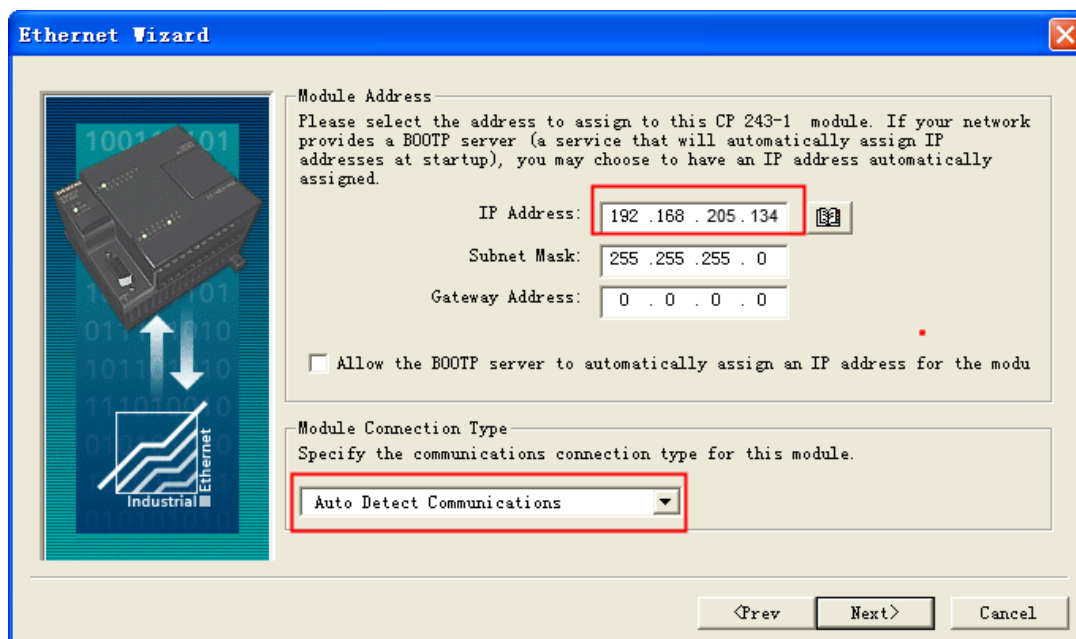 Ethernet Wizard
Module Address
Please select the address to assign to this CP 243-1 module. If your network
provides a BOOTP server (a service that will automatically assign IP
addresses at startup), you may choose to have an IP address automatically
assigned.
IP Address: 192 .168 . 205 . 134
Subnet Mask: 255 .255 .255 . 0
Gateway Address: 0 . 0 . 0 . 0
Allow the BOOTP server to automatically assign an IP address for the modu
Module Connection Type
Specify the communications connection type for this module.
Auto Detect Communications
Industrial
Ethernet
<Prev Next> Cancel